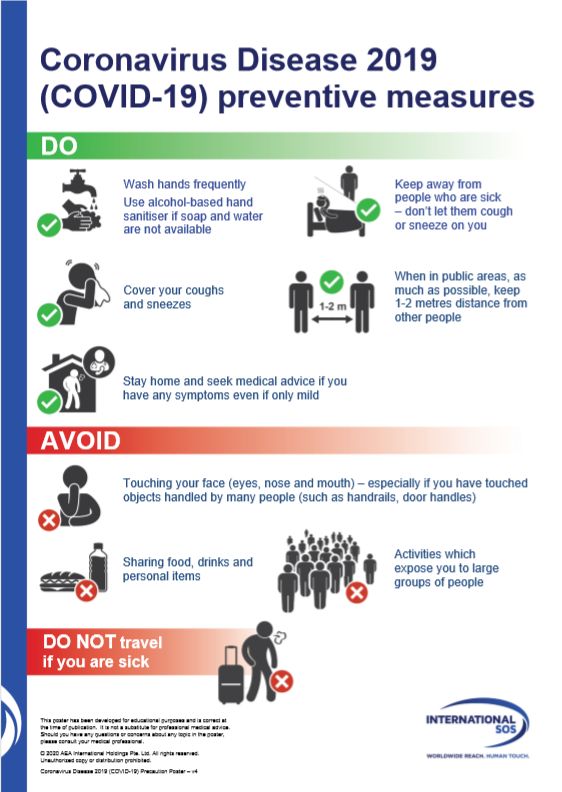 Coronavirus Disease 2019
(COVID-19) preventive measures
DO
Wash hands frequently
Use alcohol-based hand
sanitiser if soap and water
are not available
Keep away from
people who are sick
– don't let them cough
or sneeze on you
Cover your coughs
and sneezes
1-2 m
When in public areas, as
much as possible, keep
1-2 metres distance from
other people
Stay home and seek medical advice if you
have any symptoms even if only mild
AVOID
Touching your face (eyes, nose and mouth) – especially if you have touched
objects handled by many people (such as handrails, door handles)
Sharing food, drinks and
personal items
Activities which
expose you to large
groups of people
DO NOT travel
if you are sick
This poster has been developed for educational purposes and is correct at
the time of publication. It is not a substitute for professional medical advice.
Should you have any questions or concerns about any topic in the poster,
please consult your medical professional.
© 2020 AEA International Holdings Pte. Ltd. All rights reserved.
Unauthorized copy or distribution prohibited.
Coronavirus Disease 2019 (COVID-19) Precaution Poster – v4
INTERNATIONAL
SOS
WORLDWIDE REACH. HUMAN TOUCH.